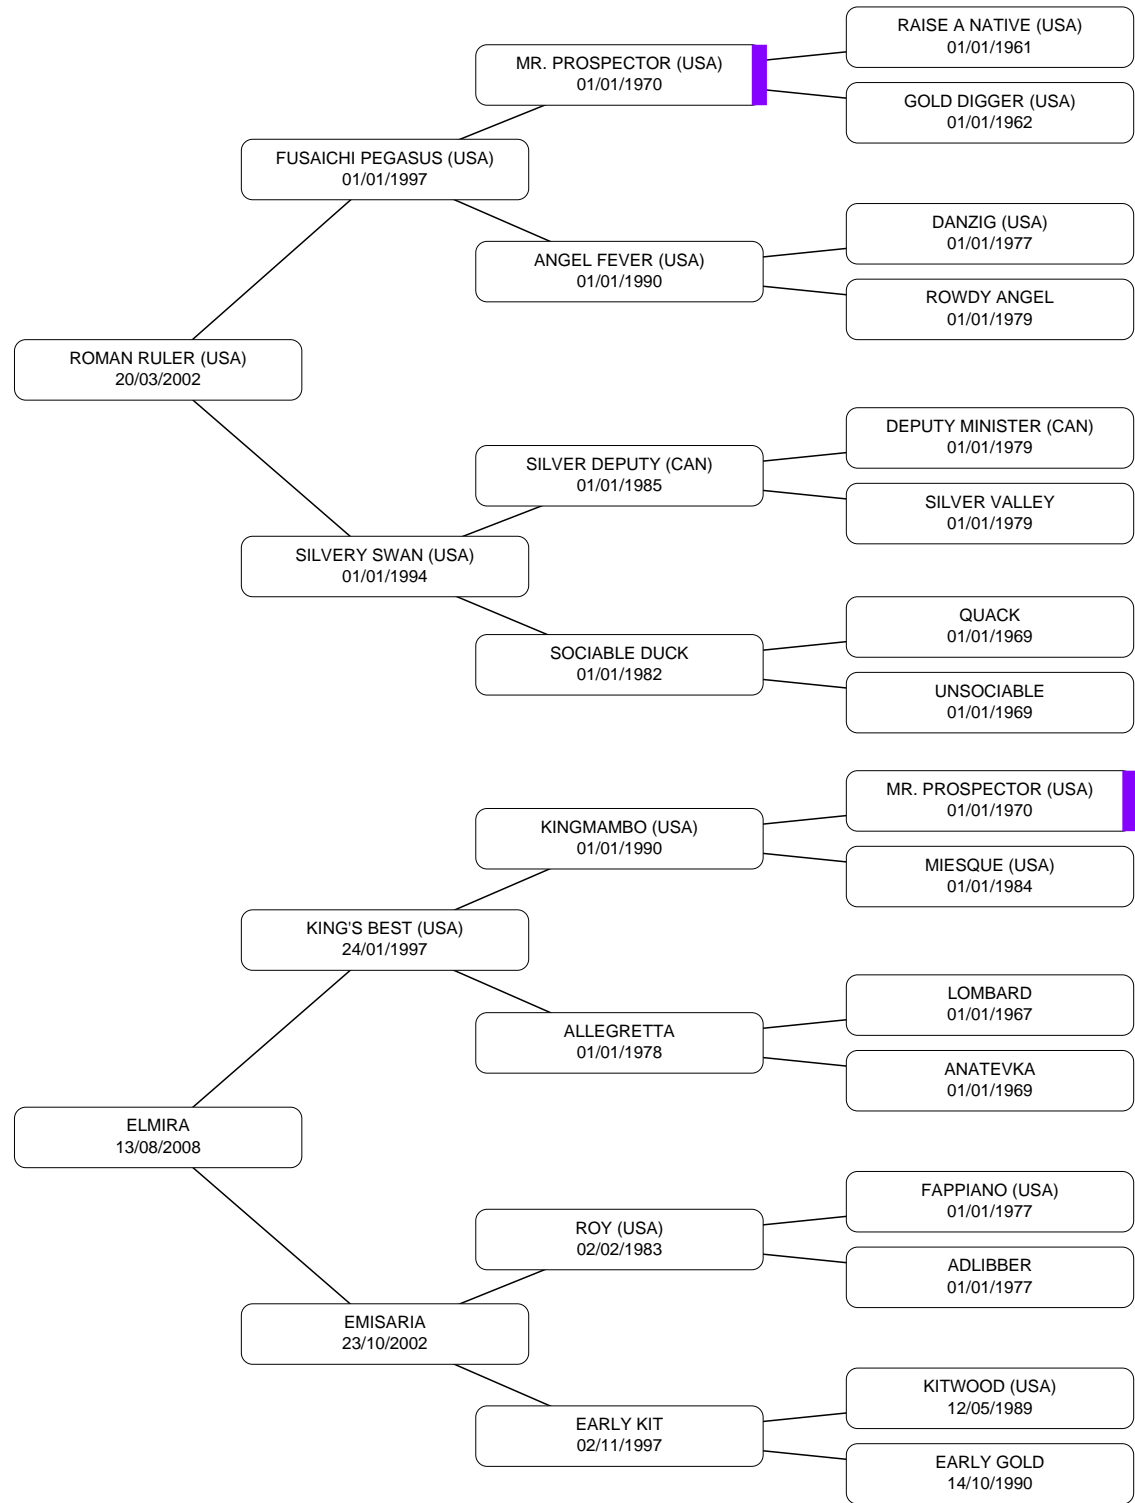 RAISE A NATIVE (USA)
01/01/1961
MR. PROSPECTOR (USA)
01/01/1970
GOLD DIGGER (USA)
01/01/1962
FUSAICHI PEGASUS (USA)
01/01/1997
DANZIG (USA)
01/01/1977
ANGEL FEVER (USA)
01/01/1990
ROWDY ANGEL
01/01/1979
ROMAN RULER (USA)
20/03/2002
DEPUTY MINISTER (CAN)
01/01/1979
SILVER DEPUTY (CAN)
01/01/1985
SILVER VALLEY
01/01/1979
SILVERY SWAN (USA)
01/01/1994
QUACK
01/01/1969
SOCIABLE DUCK
01/01/1982
UNSOCIABLE
01/01/1969
MR. PROSPECTOR (USA)
01/01/1970
KINGMAMBO (USA)
01/01/1990
MIESQUE (USA)
01/01/1984
KING'S BEST (USA)
24/01/1997
LOMBARD
01/01/1967
ALLEGRETTA
01/01/1978
ANATEVKA
01/01/1969
ELMIRA
13/08/2008
FAPPIANO (USA)
01/01/1977
ROY (USA)
02/02/1983
ADLIBBER
01/01/1977
EMISARIA
23/10/2002
KITWOOD (USA)
12/05/1989
EARLY KIT
02/11/1997
EARLY GOLD
14/10/1990